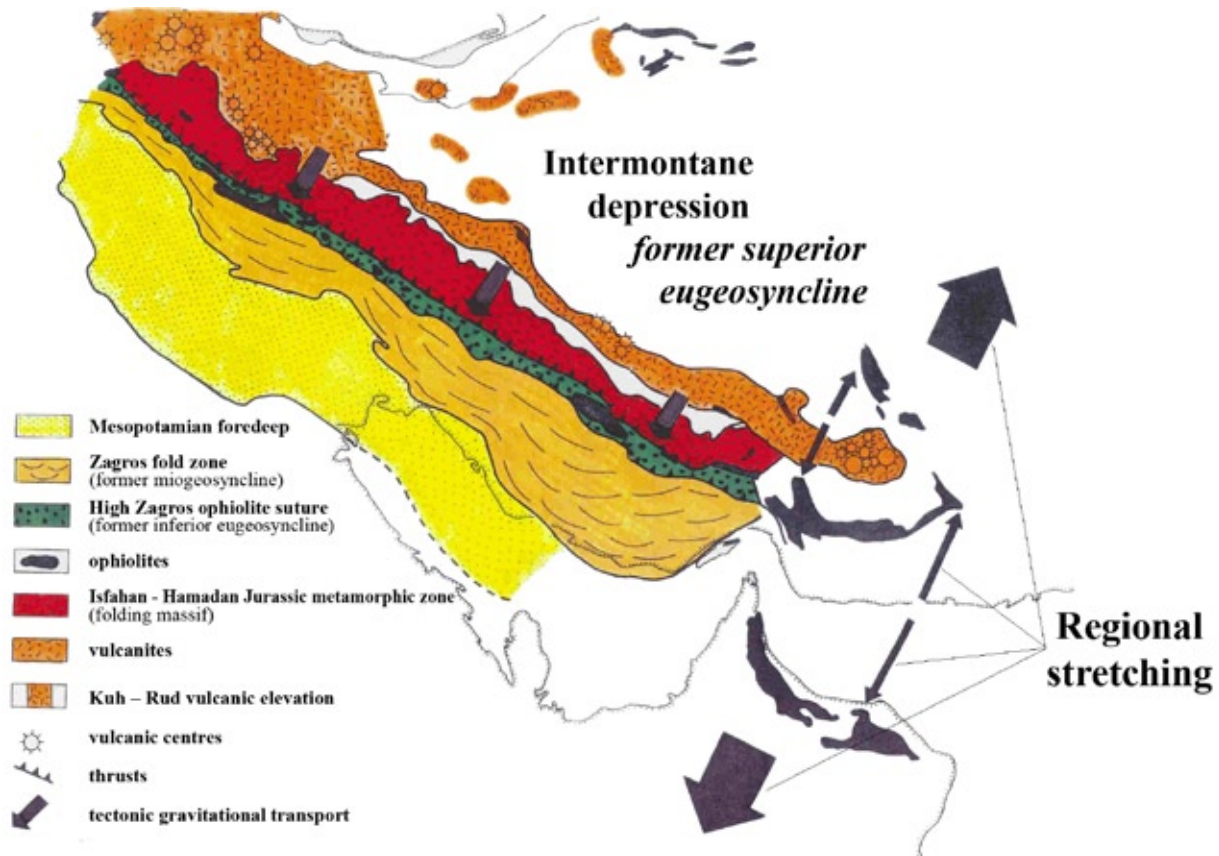 Intermontane
depression
former superior
eugeosyncline
Mesopotamian foredeep
Zagros fold zone
(former miogeosyncline)
High Zagros ophiolite suture
(former inferior eugeosyncline)
ophiolites
Isfahan - Hamadan Jurassic metamorphic zone
(folding massif)
vulcanites
Kuh – Rud vulcanic elevation
vulcanic centres
thrusts
tectonic gravitational transport
Regional
stretching